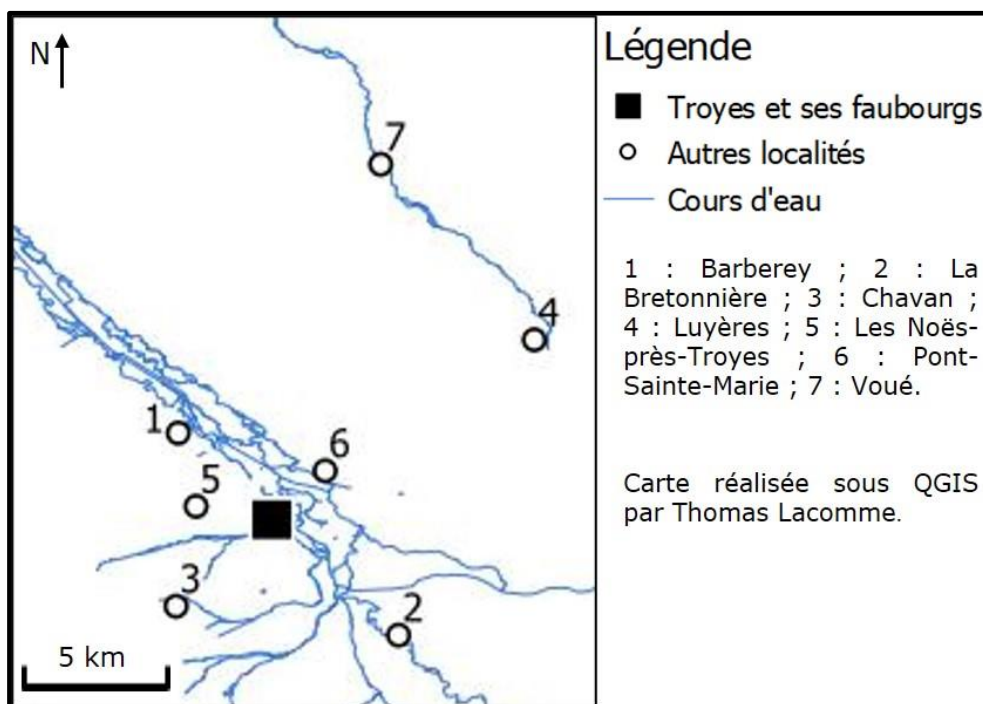 N
7
4
1
6
5
3
2
5 km
Légende
Troyes et ses faubourgs
Autres localités
Cours d'eau
1 : Barberey ; 2 : La
Bretonnière ; 3 : Chavan ;
4 : Luyères ; 5 : Les Noës-
près-Troyes ; 6 : Pont-
Sainte-Marie ; 7 : Voué.
Carte réalisée sous QGIS
par Thomas Lacomme.